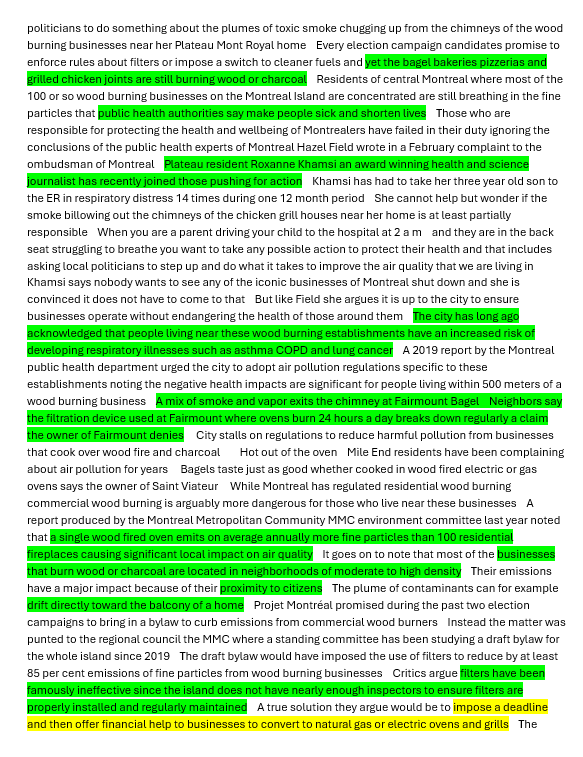 politicians to do something about the plumes of toxic smoke chugging up from the chimneys of the wood
burning businesses near her Plateau Mont Royal home Every election campaign candidates promise to
enforce rules about filters or impose a switch to cleaner fuels and yet the bagel bakeries pizzerias and
grilled chicken joints are still burning wood or charcoal Residents of central Montreal where most of the
100 or so wood burning businesses on the Montreal Island are concentrated are still breathing in the fine
particles that public health authorities say make people sick and shorten lives Those who are
responsible for protecting the health and wellbeing of Montrealers have failed in their duty ignoring the
conclusions of the public health experts of Montreal Hazel Field wrote in a February complaint to the
ombudsman of Montreal Plateau resident Roxanne Khamsi an award winning health and science
journalist has recently joined those pushing for action Khamsi has had to take her three year old son to
the ER in respiratory distress 14 times during one 12 month period She cannot help but wonder if the
smoke billowing out the chimneys of the chicken grill houses near her home is at least partially
responsible When you are a parent driving your child to the hospital at 2 a m and they are in the back
seat struggling to breathe you want to take any possible action to protect their health and that includes
asking local politicians to step up and do what it takes to improve the air quality that we are living in
Khamsi says nobody wants to see any of the iconic businesses of Montreal shut down and she is
convinced it does not have to come to that But like Field she argues it is up to the city to ensure
businesses operate without endangering the health of those around them The city has long ago
acknowledged that people living near these wood burning establishments have an increased risk of
developing respiratory illnesses such as asthma COPD and lung cancer A 2019 report by the Montreal
public health department urged the city to adopt air pollution regulations specific to these
establishments noting the negative health impacts are significant for people living within 500 meters of a
wood burning business A mix of smoke and vapor exits the chimney at Fairmount Bagel Neighbors say
the filtration device used at Fairmount where ovens burn 24 hours a day breaks down regularly a claim
the owner of Fairmount denies City stalls on regulations to reduce harmful pollution from businesses
that cook over wood fire and charcoal Hot out of the oven Mile End residents have been complaining
about air pollution for years Bagels taste just as good whether cooked in wood fired electric or gas
ovens says the owner of Saint Viateur While Montreal has regulated residential wood burning
commercial wood burning is arguably more dangerous for those who live near these businesses A
report produced by the Montreal Metropolitan Community MMC environment committee last year noted
that a single wood fired oven emits on average annually more fine particles than 100 residential
fireplaces causing significant local impact on air quality It goes on to note that most of the businesses
that burn wood or charcoal are located in neighborhoods of moderate to high density Their emissions
have a major impact because of their proximity to citizens The plume of contaminants can for example
drift directly toward the balcony of a home Projet Montréal promised during the past two election
campaigns to bring in a bylaw to curb emissions from commercial wood burners Instead the matter was
punted to the regional council the MMC where a standing committee has been studying a draft bylaw for
the whole island since 2019 The draft bylaw would have imposed the use of filters to reduce by at least
85 per cent emissions of fine particles from wood burning businesses Critics argue filters have been
famously ineffective since the island does not have nearly enough inspectors to ensure filters are
properly installed and regularly maintained A true solution they argue would be to impose a deadline
and then offer financial help to businesses to convert to natural gas or electric ovens and grills The